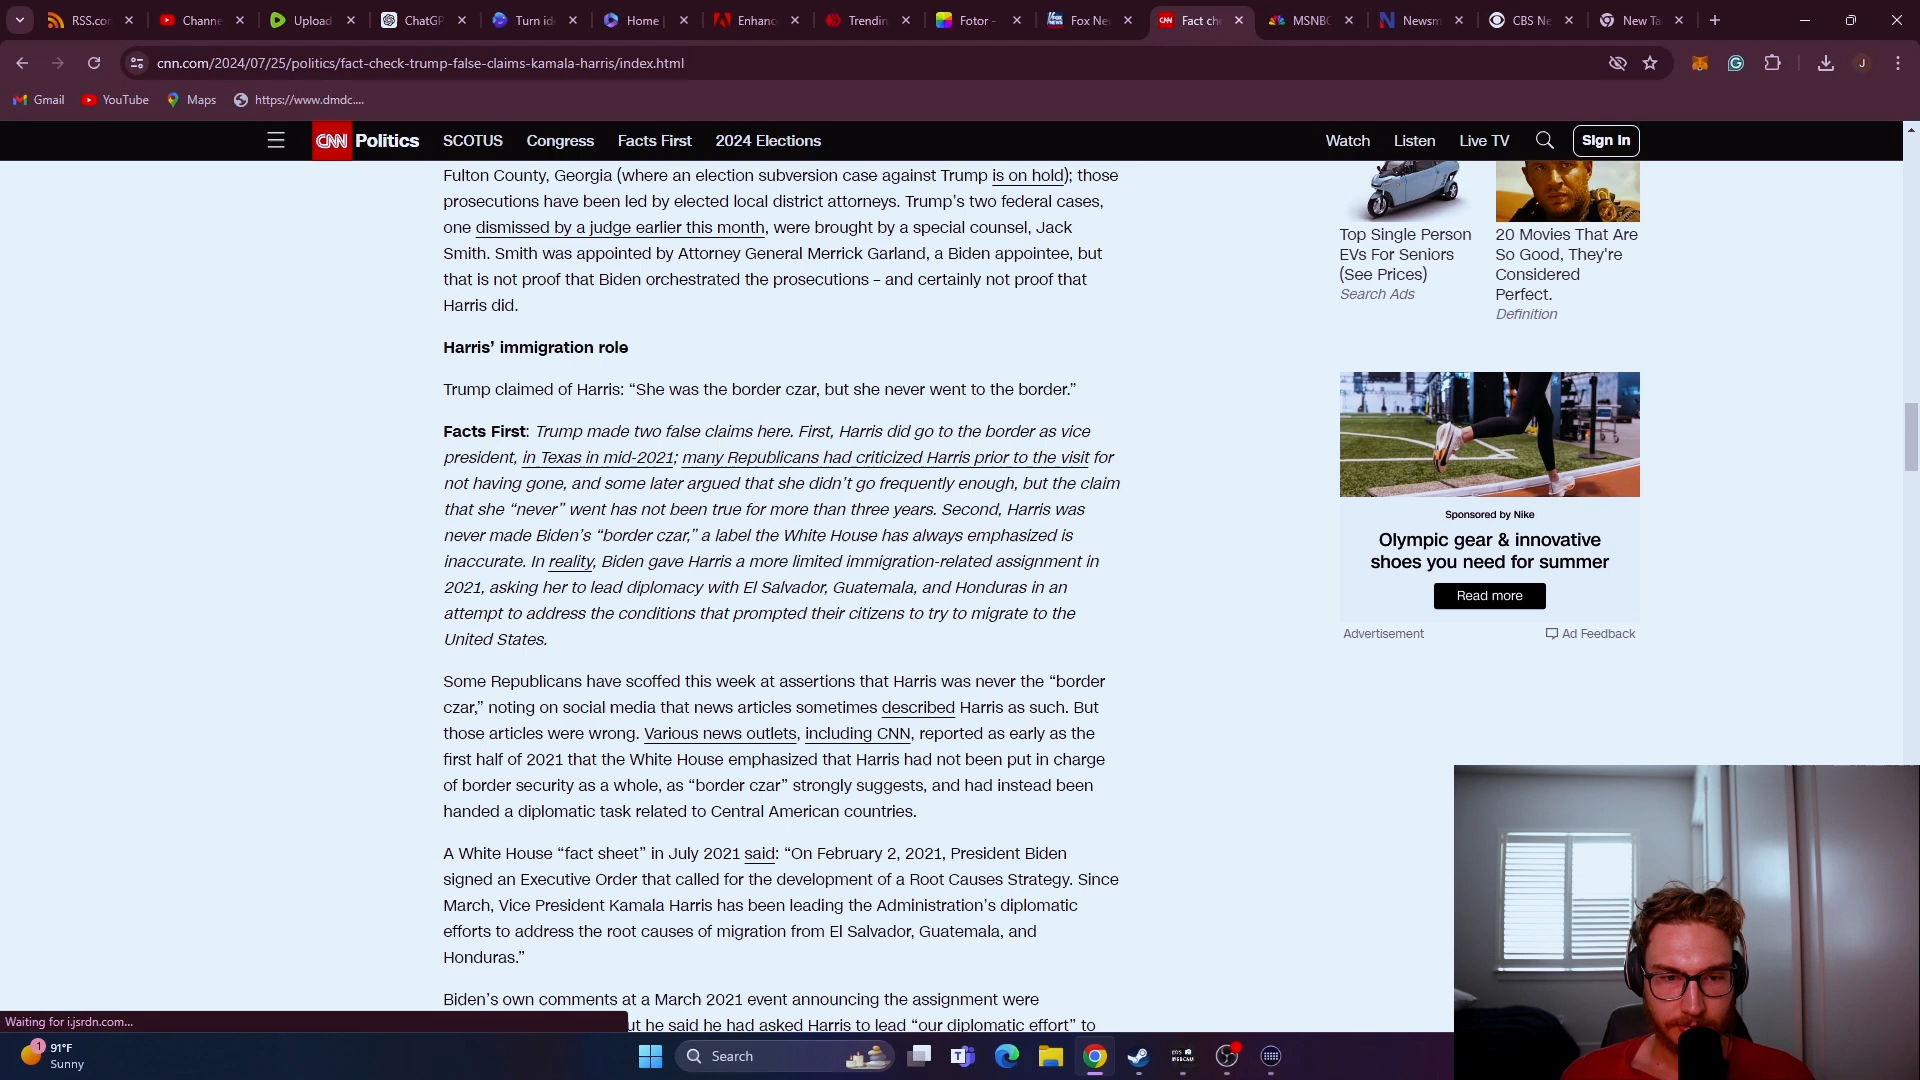 RSS.con
Channe
Upload
ChatGP
Turn id
Home |
Enhanc
Trendin
Fotor -
Fox Ne
Fact ch
MSNBC
Newsm
CBS Ne
New Ta
cnn.com/2024/07/25/politics/fact-check-trump-false-claims-kamala-harris/index.html
J
Gmail
YouTube
Maps
https://www.dmdc....
CNN Politics
SCOTUS
Congress
Facts First
2024 Elections
Watch
Listen
Live TV
Sign in
Fulton County, Georgia (where an election subversion case against Trump is on hold); those
prosecutions have been led by elected local district attorneys. Trump’s two federal cases,
one dismissed by a judge earlier this month, were brought by a special counsel, Jack
Smith. Smith was appointed by Attorney General Merrick Garland, a Biden appointee, but
that is not proof that Biden orchestrated the prosecutions – and certainly not proof that
Harris did.
Harris’ immigration role
Trump claimed of Harris: “She was the border czar, but she never went to the border.”
Facts First: Trump made two false claims here. First, Harris did go to the border as vice
president, in Texas in mid-2021; many Republicans had criticized Harris prior to the visit for
not having gone, and some later argued that she didn’t go frequently enough, but the claim
that she “never” went has not been true for more than three years. Second, Harris was
never made Biden’s “border czar,” a label the White House has always emphasized is
inaccurate. In reality, Biden gave Harris a more limited immigration-related assignment in
2021, asking her to lead diplomacy with El Salvador, Guatemala, and Honduras in an
attempt to address the conditions that prompted their citizens to try to migrate to the
United States.
Some Republicans have scoffed this week at assertions that Harris was never the “border
czar,” noting on social media that news articles sometimes described Harris as such. But
those articles were wrong. Various news outlets, including CNN, reported as early as the
first half of 2021 that the White House emphasized that Harris had not been put in charge
of border security as a whole, as “border czar” strongly suggests, and had instead been
handed a diplomatic task related to Central American countries.
A White House “fact sheet” in July 2021 said: “On February 2, 2021, President Biden
signed an Executive Order that called for the development of a Root Causes Strategy. Since
March, Vice President Kamala Harris has been leading the Administration’s diplomatic
efforts to address the root causes of migration from El Salvador, Guatemala, and
Honduras.”
Biden’s own comments at a March 2021 event announcing the assignment were
ut he said he had asked Harris to lead “our diplomatic effort” to
Top Single Person
EVs For Seniors
(See Prices)
Search Ads
20 Movies That Are
So Good, They're
Considered
Perfect.
Definition
Sponsored by Nike
Olympic gear & innovative
shoes you need for summer
Read more
Advertisement
Ad Feedback
Waiting for i.jsrdn.com...
1
91°F
Sunny
Search
EOS
WEBCAM